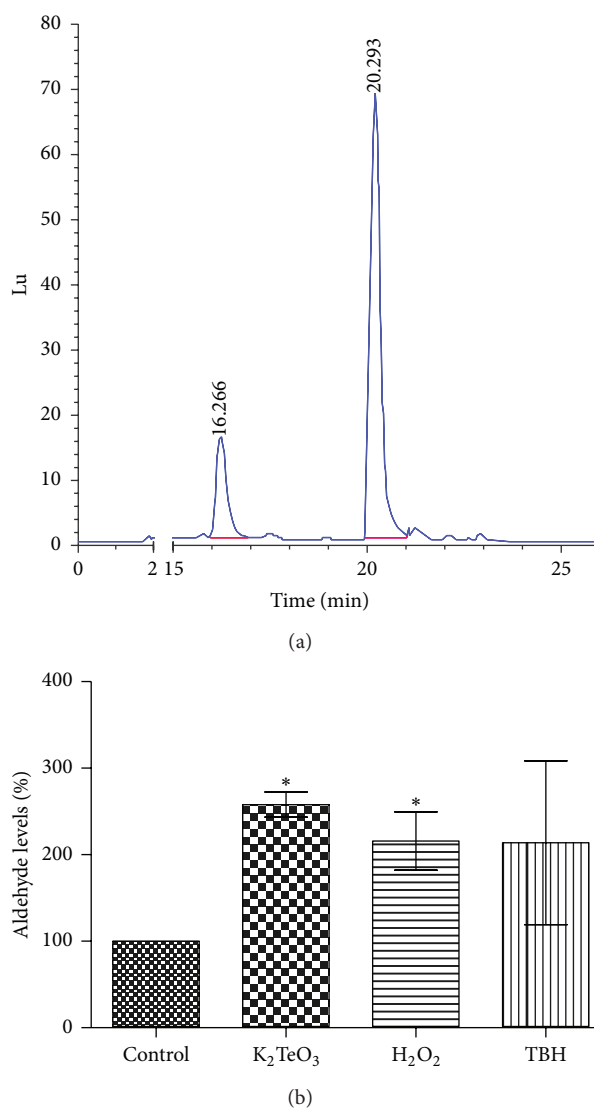 80
70
60
50
40
30
20
10
0
Lu
16.266
20.293
0 2 15 20 25
Time (min)
(a)
400
300
200
100
0
Aldehyde levels (%)
* *
Control K₂TeO₃ H₂O₂ TBH
(b)